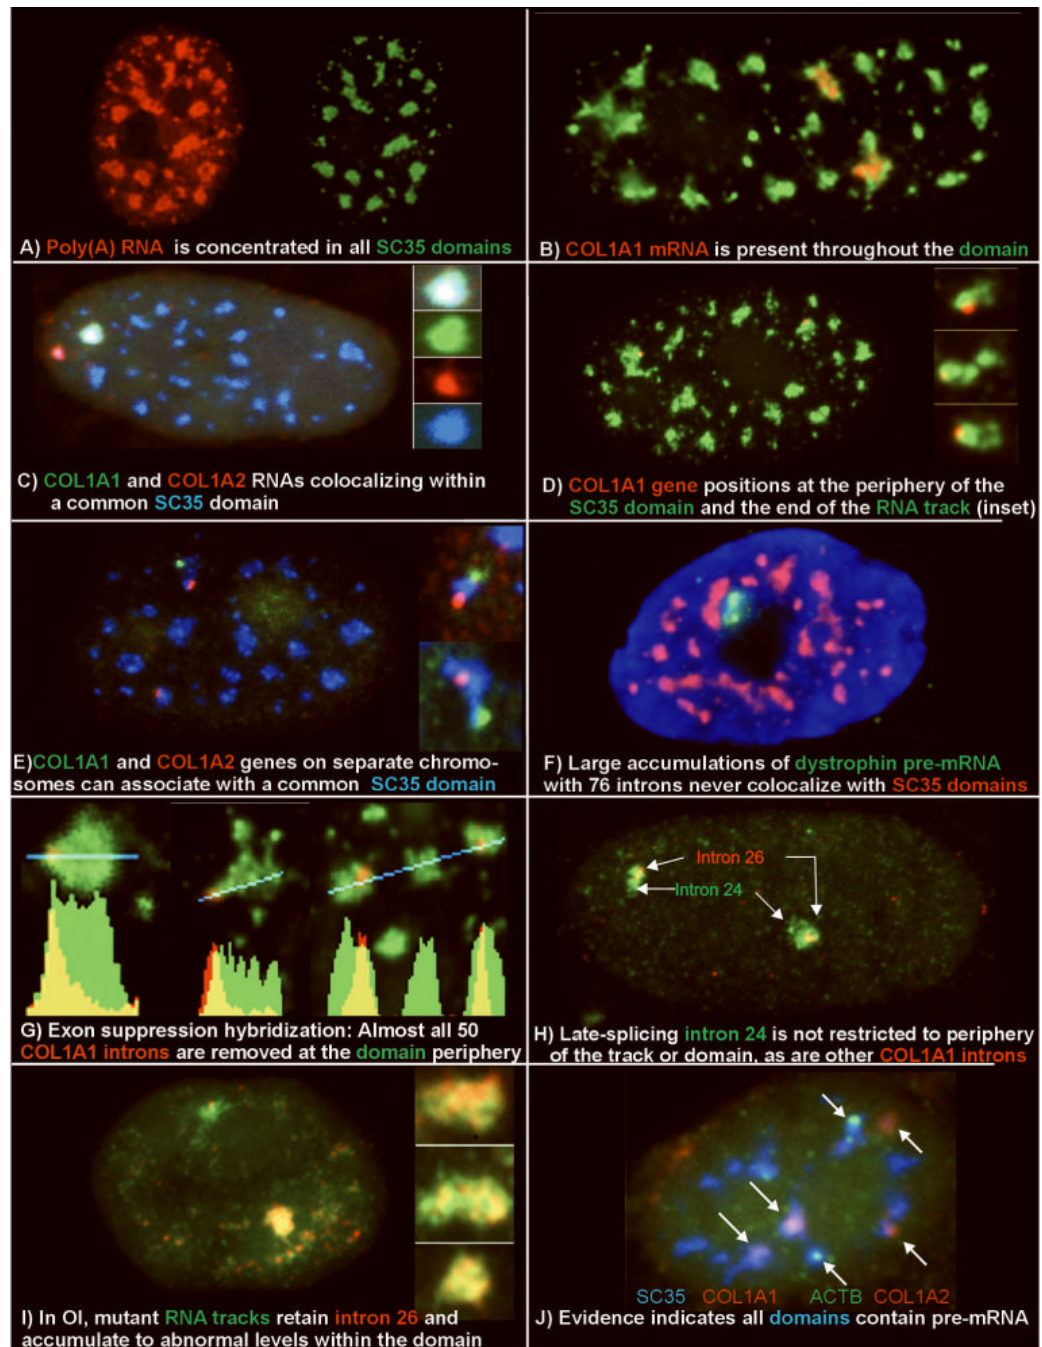 A) Poly(A) RNA is concentrated in all SC35 domains
B) COL1A1 mRNA is present throughout the domain
C) COL1A1 and COL1A2 RNAs colocalizing within
a common SC35 domain
D) COL1A1 gene positions at the periphery of the
SC35 domain and the end of the RNA track (inset)
E)COL1A1 and COL1A2 genes on separate chromo-
somes can associate with a common SC35 domain
F) Large accumulations of dystrophin pre-mRNA
with 76 introns never colocalize with SC35 domains
G) Exon suppression hybridization: Almost all 50
COL1A1 introns are removed at the domain periphery
Intron 26
Intron 24
H) Late-splicing intron 24 is not restricted to periphery
of the track or domain, as are other COL1A1 introns
I) In OI, mutant RNA tracks retain intron 26 and
accumulate to abnormal levels within the domain
SC35 COL1A1 ACTB COL1A2
J) Evidence indicates all domains contain pre-mRNA